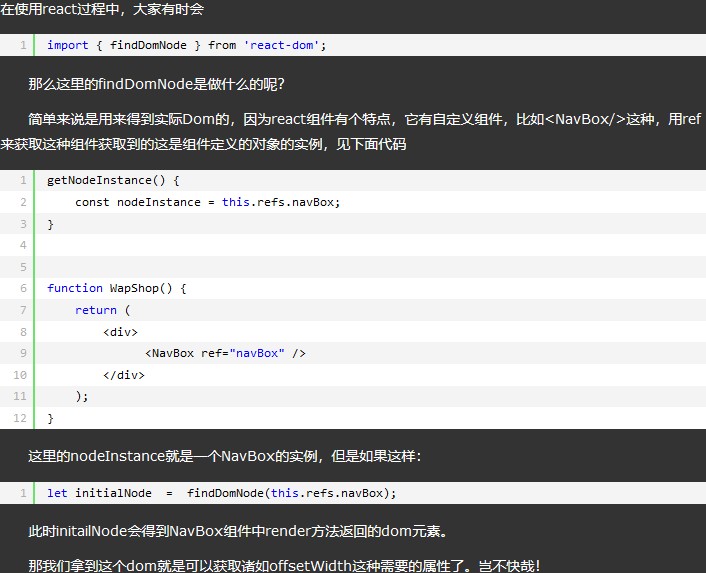 在使用react过程中，大家有时会
1 import { findDomNode } from 'react-dom';
那么这里的findDomNode是做什么的呢？
简单来说是用来得到实际Dom的，因为react组件有个特点，它有自定义组件，比如<NavBox/>这种，用ref
来获取这种组件获取到的这是组件定义的对象的实例，见下面代码
1 getNodeInstance() {
2     const nodeInstance = this.refs.navBox;
3 }
4
5
6 function WapShop() {
7     return (
8         <div>
9               <NavBox ref="navBox" />
10         </div>
11     );
12 }
这里的nodeInstance就是一个NavBox的实例，但是如果这样：
1 let initialNode  =  findDomNode(this.refs.navBox);
此时initailNode会得到NavBox组件中render方法返回的dom元素。
那我们拿到这个dom就是可以获取诸如offsetWidth这种需要的属性了。岂不快哉！